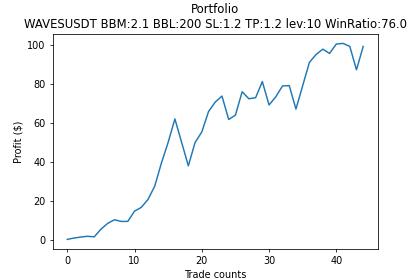 Portfolio
WAVESUSDT BBM:2.1 BBL:200 SL:1.2 TP:1.2 lev:10 WinRatio:76.0
100
80
60
40
20
0
Profit ($)
0 10 20 30 40
Trade counts